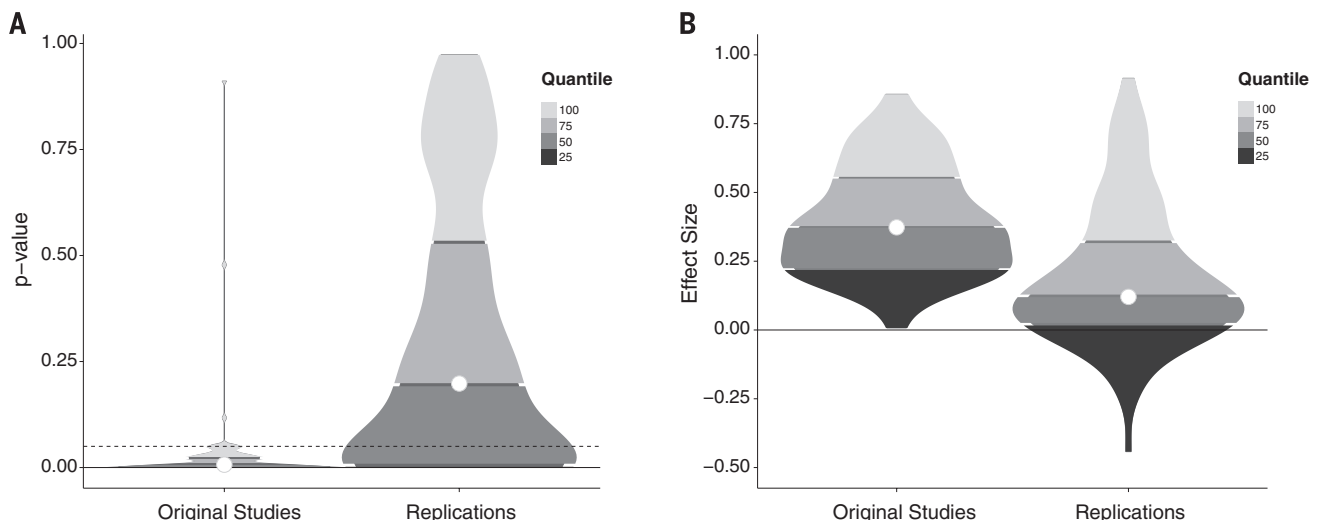 A
p−value
1.00
0.75
0.50
0.25
0.00
Quantile
100
75
50
25
Original Studies
Replications
B
Effect Size
1.00
0.75
0.50
0.25
0.00
−0.25
−0.50
Quantile
100
75
50
25
Original Studies
Replications